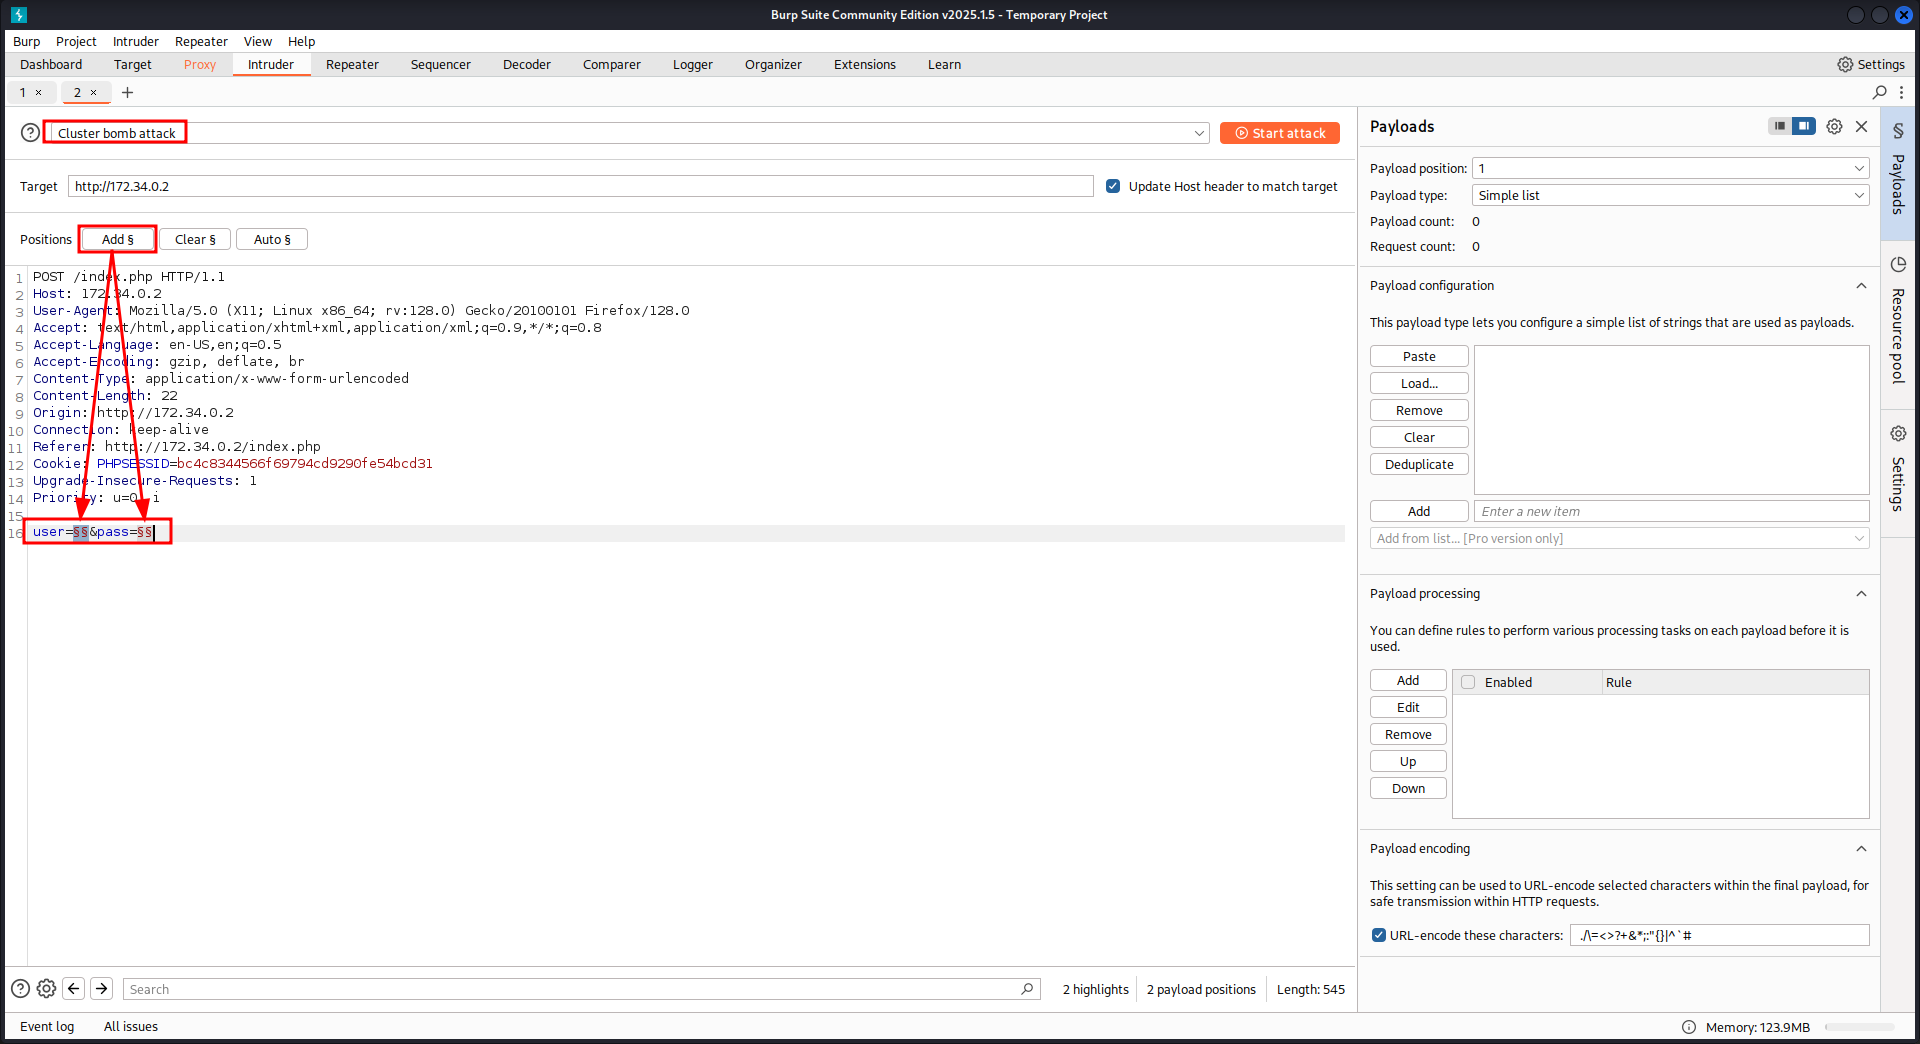 Burp Suite Community Edition v2025.1.5 - Temporary Project
Burp Project Intruder Repeater View Help
Dashboard Target Proxy Intruder Repeater Sequencer Decoder Comparer Logger Organizer Extensions Learn Settings
1 × 2 × +
Cluster bomb attack Start attack
Target http://172.34.0.2 Update Host header to match target
Positions Add § Clear § Auto §
1 POST /index.php HTTP/1.1
2 Host: 172.34.0.2
3 User-Agent: Mozilla/5.0 (X11; Linux x86_64; rv:128.0) Gecko/20100101 Firefox/128.0
4 Accept: text/html,application/xhtml+xml,application/xml;q=0.9,*/*;q=0.8
5 Accept-Language: en-US,en;q=0.5
6 Accept-Encoding: gzip, deflate, br
7 Content-Type: application/x-www-form-urlencoded
8 Content-Length: 22
9 Origin: http://172.34.0.2
10 Connection: keep-alive
11 Referer: http://172.34.0.2/index.php
12 Cookie: PHPSESSID=bc4c8344566f69794cd9290fe54bcd31
13 Upgrade-Insecure-Requests: 1
14 Priority: u=0, i
15
16 user=§§&pass=§§
Search 2 highlights 2 payload positions Length: 545
Payloads
Payload position: 1
Payload type: Simple list
Payload count: 0
Request count: 0
Payload configuration
This payload type lets you configure a simple list of strings that are used as payloads.
Paste
Load...
Remove
Clear
Deduplicate
Add Enter a new item
Add from list... [Pro version only]
Payload processing
You can define rules to perform various processing tasks on each payload before it is
used.
Add Enabled Rule
Edit
Remove
Up
Down
Payload encoding
This setting can be used to URL-encode selected characters within the final payload, for
safe transmission within HTTP requests.
URL-encode these characters: ./\=<>?+&*;:"{}|^`#
§ Payloads
Resource pool
Settings
Event log All issues Memory: 123.9MB